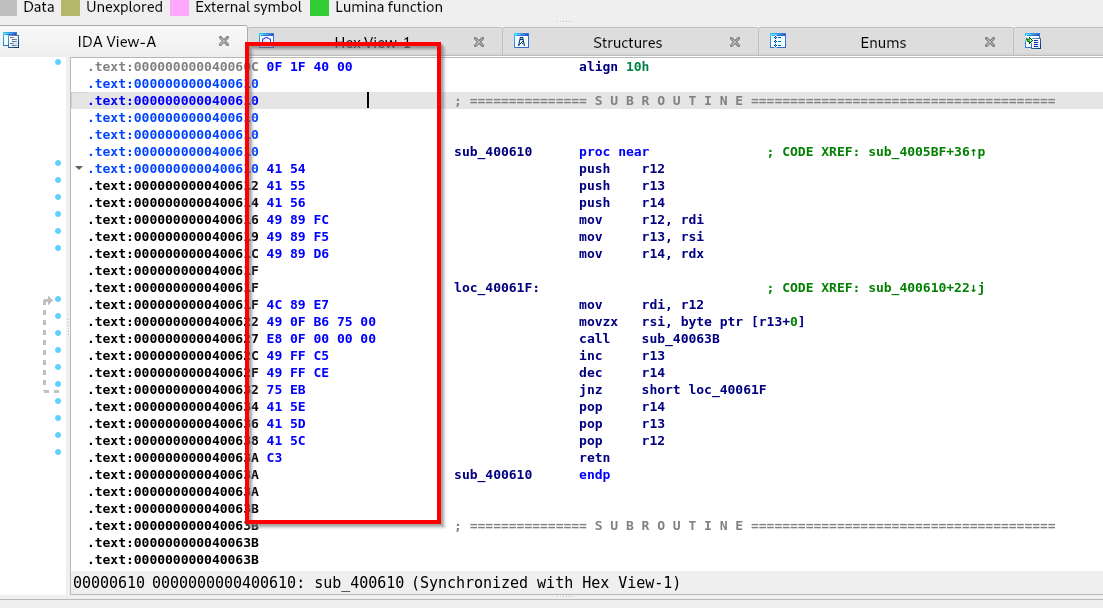 Data Unexplored External symbol Lumina function
IDA View-A Hex View-1 Structures Enums
.text:000000000040060C 0F 1F 40 00 align 10h
.text:0000000000400610
.text:0000000000400610 ; =============== S U B R O U T I N E =======================================
.text:0000000000400610
.text:0000000000400610
.text:0000000000400610 sub_400610 proc near ; CODE XREF: sub_4005BF+36↑p
.text:0000000000400610 41 54 push r12
.text:0000000000400612 41 55 push r13
.text:0000000000400614 41 56 push r14
.text:0000000000400616 49 89 FC mov r12, rdi
.text:0000000000400619 49 89 F5 mov r13, rsi
.text:000000000040061C 49 89 D6 mov r14, rdx
.text:000000000040061F
.text:000000000040061F loc_40061F: ; CODE XREF: sub_400610+22↓j
.text:000000000040061F 4C 89 E7 mov rdi, r12
.text:0000000000400622 49 0F B6 75 00 movzx rsi, byte ptr [r13+0]
.text:0000000000400627 E8 0F 00 00 00 call sub_40063B
.text:000000000040062C 49 FF C5 inc r13
.text:000000000040062F 49 FF CE dec r14
.text:0000000000400632 75 EB jnz short loc_40061F
.text:0000000000400634 41 5E pop r14
.text:0000000000400636 41 5D pop r13
.text:0000000000400638 41 5C pop r12
.text:000000000040063A C3 retn
.text:000000000040063A sub_400610 endp
.text:000000000040063A
.text:000000000040063B
.text:000000000040063B ; =============== S U B R O U T I N E =======================================
.text:000000000040063B
.text:000000000040063B
00000610 0000000000400610: sub_400610 (Synchronized with Hex View-1)